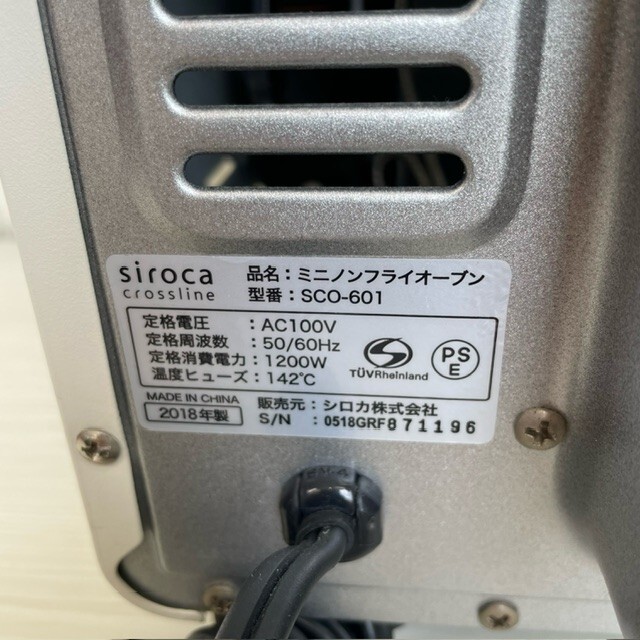 siroca
crossline
品名：ミニノンフライオーブン
型番：SCO-601
定格電圧　：AC100V
定格周波数　：50/60Hz
定格消費電力：1200W
温度ヒューズ：142℃
TÜVRheinland
PS
E
MADE IN CHINA
2018年製
販売元：シロカ株式会社
S/N　：0518GRF871196